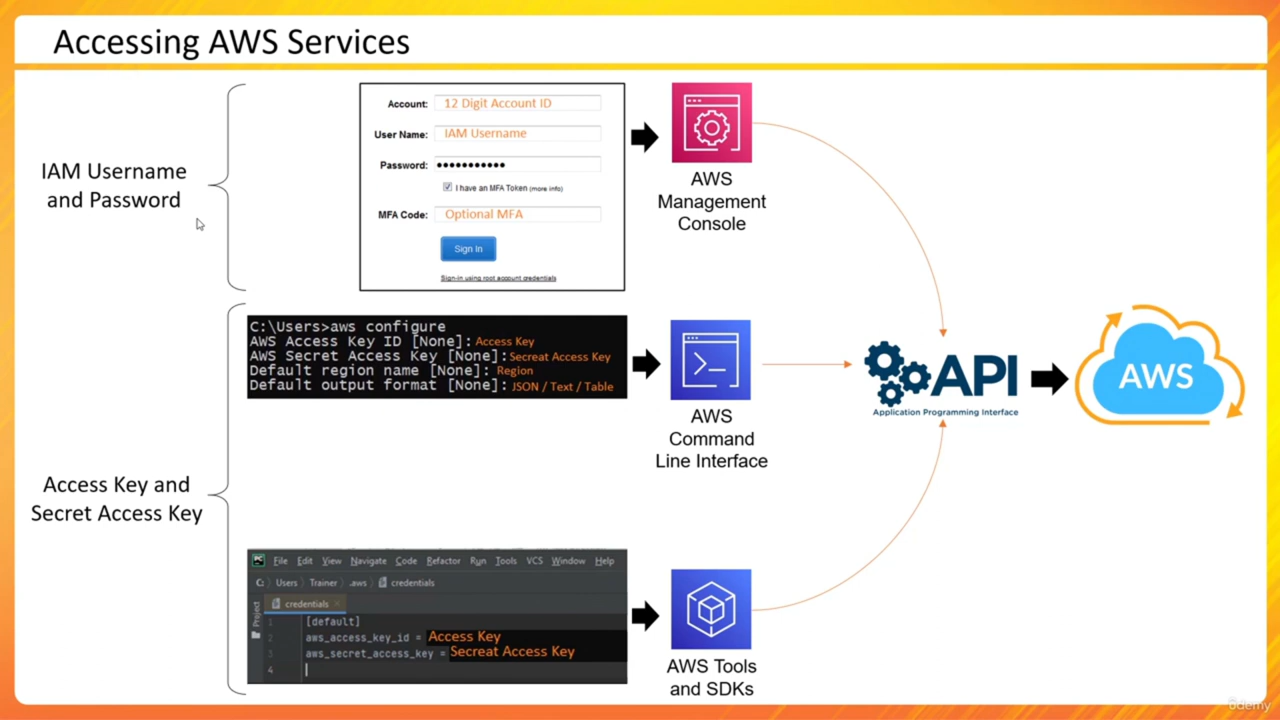 Accessing AWS Services
IAM Username
and Password
Account: 12 Digit Account ID
User Name: IAM Username
Password: ●●●●●●●●●●●
I have an MFA Token (more info)
MFA Code: Optional MFA
Sign In
Sign-in using root account credentials
AWS
Management
Console
Access Key and
Secret Access Key
C:\Users>aws configure
AWS Access Key ID [None]: Access Key
AWS Secret Access Key [None]: Secreat Access Key
Default region name [None]: Region
Default output format [None]: JSON / Text / Table
AWS
Command
Line Interface
API
Application Programming Interface
AWS
PC File Edit View Navigate Code Refactor Run Tools VCS Window Help
C: Users Trainer .aws credentials
Project
credentials
1 [default]
2 aws_access_key_id = Access Key
3 aws_secret_access_key = Secreat Access Key
4
AWS Tools
and SDKs
ûdemy